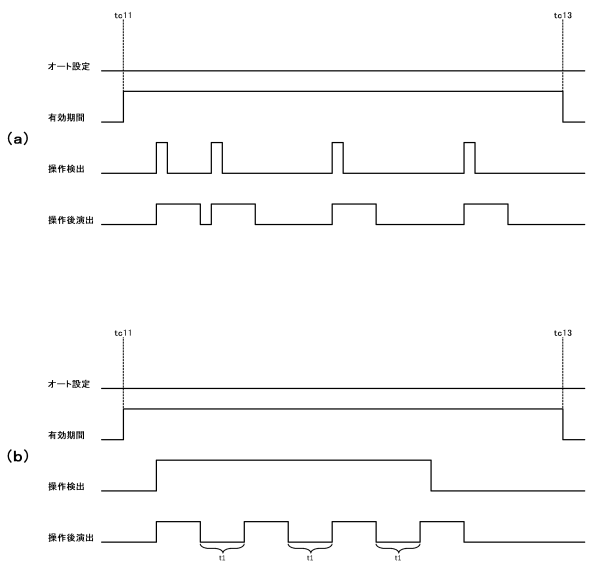 tc11 tc13
オート設定
有効期間
(a)
操作検出
操作後演出
tc11 tc13
オート設定
有効期間
(b)
操作検出
操作後演出
t1 t1 t1